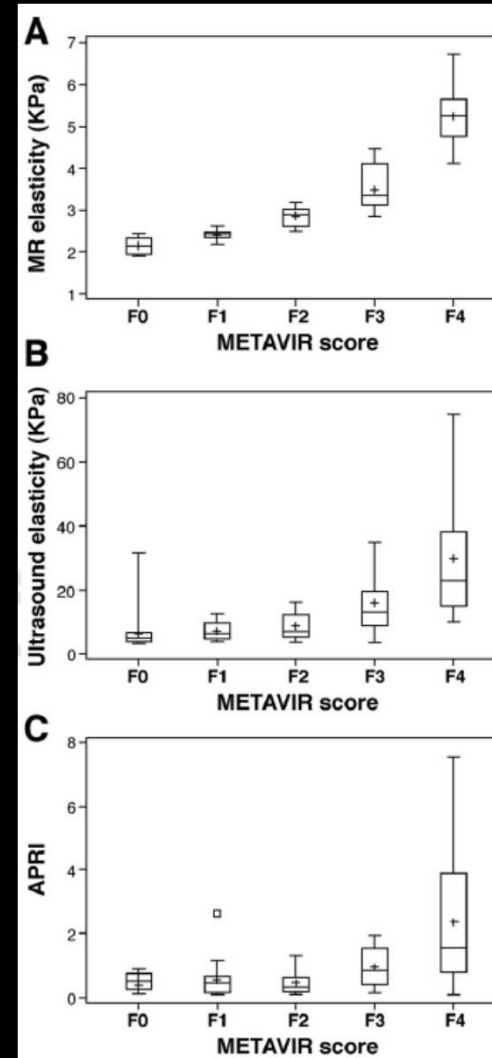 A
MR elasticity (KPa)
7
6
5
4
3
2
1
F0 F1 F2 F3 F4
METAVIR score
B
Ultrasound elasticity (KPa)
80
60
40
20
0
F0 F1 F2 F3 F4
METAVIR score
C
APRI
8
6
4
2
0
F0 F1 F2 F3 F4
METAVIR score